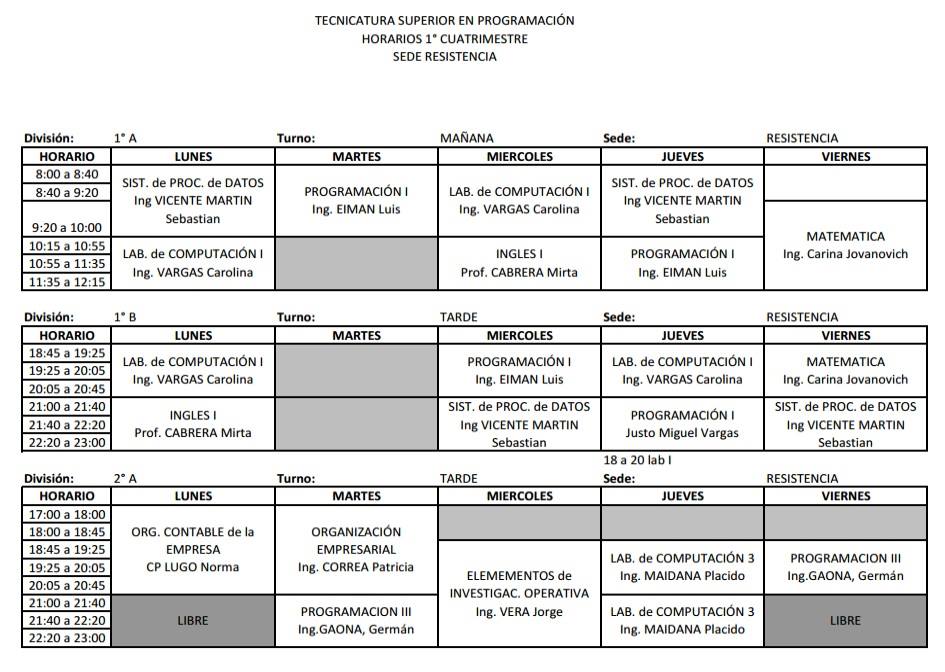 TECNICATURA SUPERIOR EN PROGRAMACIÓN
HORARIOS 1° CUATRIMESTRE
SEDE RESISTENCIA
División: 1° A Turno: MAÑANA Sede: RESISTENCIA
HORARIO LUNES MARTES MIERCOLES JUEVES VIERNES
8:00 a 8:40
8:40 a 9:20
9:20 a 10:00
SIST. de PROC. de DATOS
Ing VICENTE MARTIN
Sebastian
PROGRAMACIÓN I
Ing. EIMAN Luis
LAB. de COMPUTACIÓN I
Ing. VARGAS Carolina
SIST. de PROC. de DATOS
Ing VICENTE MARTIN
Sebastian
MATEMATICA
Ing. Carina Jovanovich
10:15 a 10:55
10:55 a 11:35
11:35 a 12:15
LAB. de COMPUTACIÓN I
Ing. VARGAS Carolina
INGLES I
Prof. CABRERA Mirta
PROGRAMACIÓN I
Ing. EIMAN Luis
División: 1° B Turno: TARDE Sede: RESISTENCIA
HORARIO LUNES MARTES MIERCOLES JUEVES VIERNES
18:45 a 19:25
19:25 a 20:05
20:05 a 20:45
LAB. de COMPUTACIÓN I
Ing. VARGAS Carolina
PROGRAMACIÓN I
Ing. EIMAN Luis
LAB. de COMPUTACIÓN I
Ing. VARGAS Carolina
MATEMATICA
Ing. Carina Jovanovich
21:00 a 21:40
21:40 a 22:20
22:20 a 23:00
INGLES I
Prof. CABRERA Mirta
SIST. de PROC. de DATOS
Ing VICENTE MARTIN
Sebastian
PROGRAMACIÓN I
Justo Miguel Vargas
SIST. de PROC. de DATOS
Ing VICENTE MARTIN
Sebastian
18 a 20 lab I
División: 2° A Turno: TARDE Sede: RESISTENCIA
HORARIO LUNES MARTES MIERCOLES JUEVES VIERNES
17:00 a 18:00
18:00 a 18:45
18:45 a 19:25
19:25 a 20:05
20:05 a 20:45
ORG. CONTABLE de la
EMPRESA
CP LUGO Norma
ORGANIZACIÓN
EMPRESARIAL
Ing. CORREA Patricia
ELEMEMENTOS de
INVESTIGAC. OPERATIVA
Ing. VERA Jorge
LAB. de COMPUTACIÓN 3
Ing. MAIDANA Placido
PROGRAMACION III
Ing.GAONA, Germán
21:00 a 21:40
21:40 a 22:20
22:20 a 23:00
LIBRE
PROGRAMACION III
Ing.GAONA, Germán
LAB. de COMPUTACIÓN 3
Ing. MAIDANA Placido
LIBRE